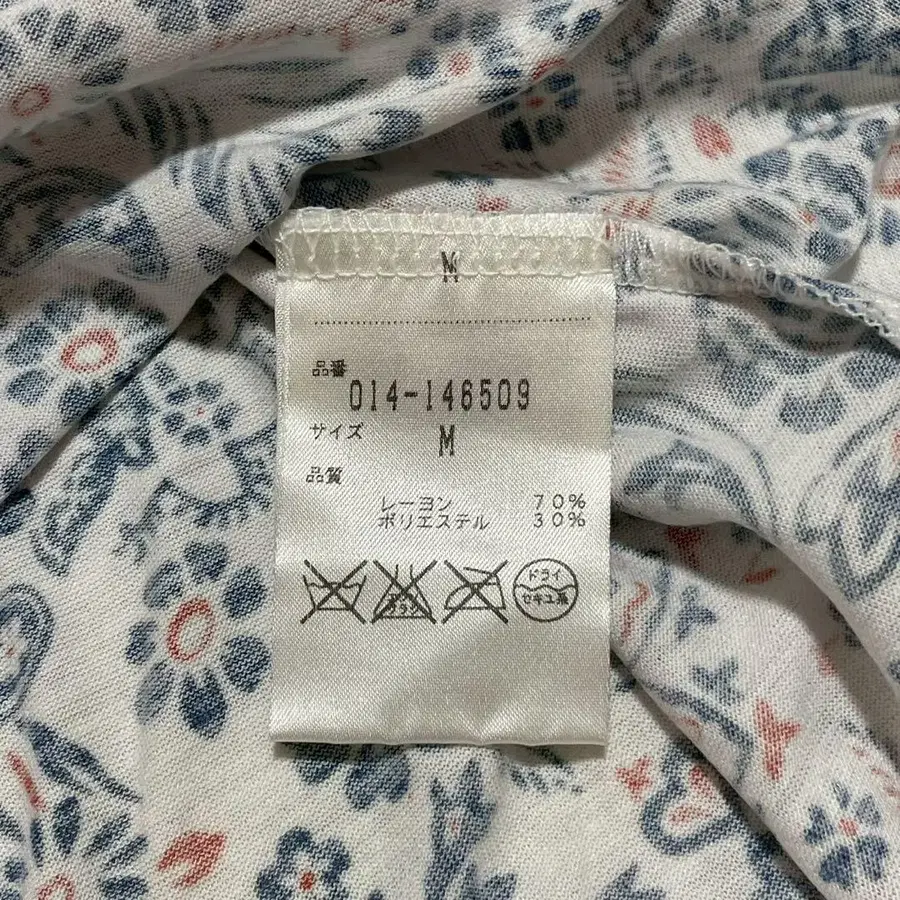 M
品番
014-146509
サイズ M
品質
レーヨン 70%
ポリエステル 30%
ドライ
セキユ系